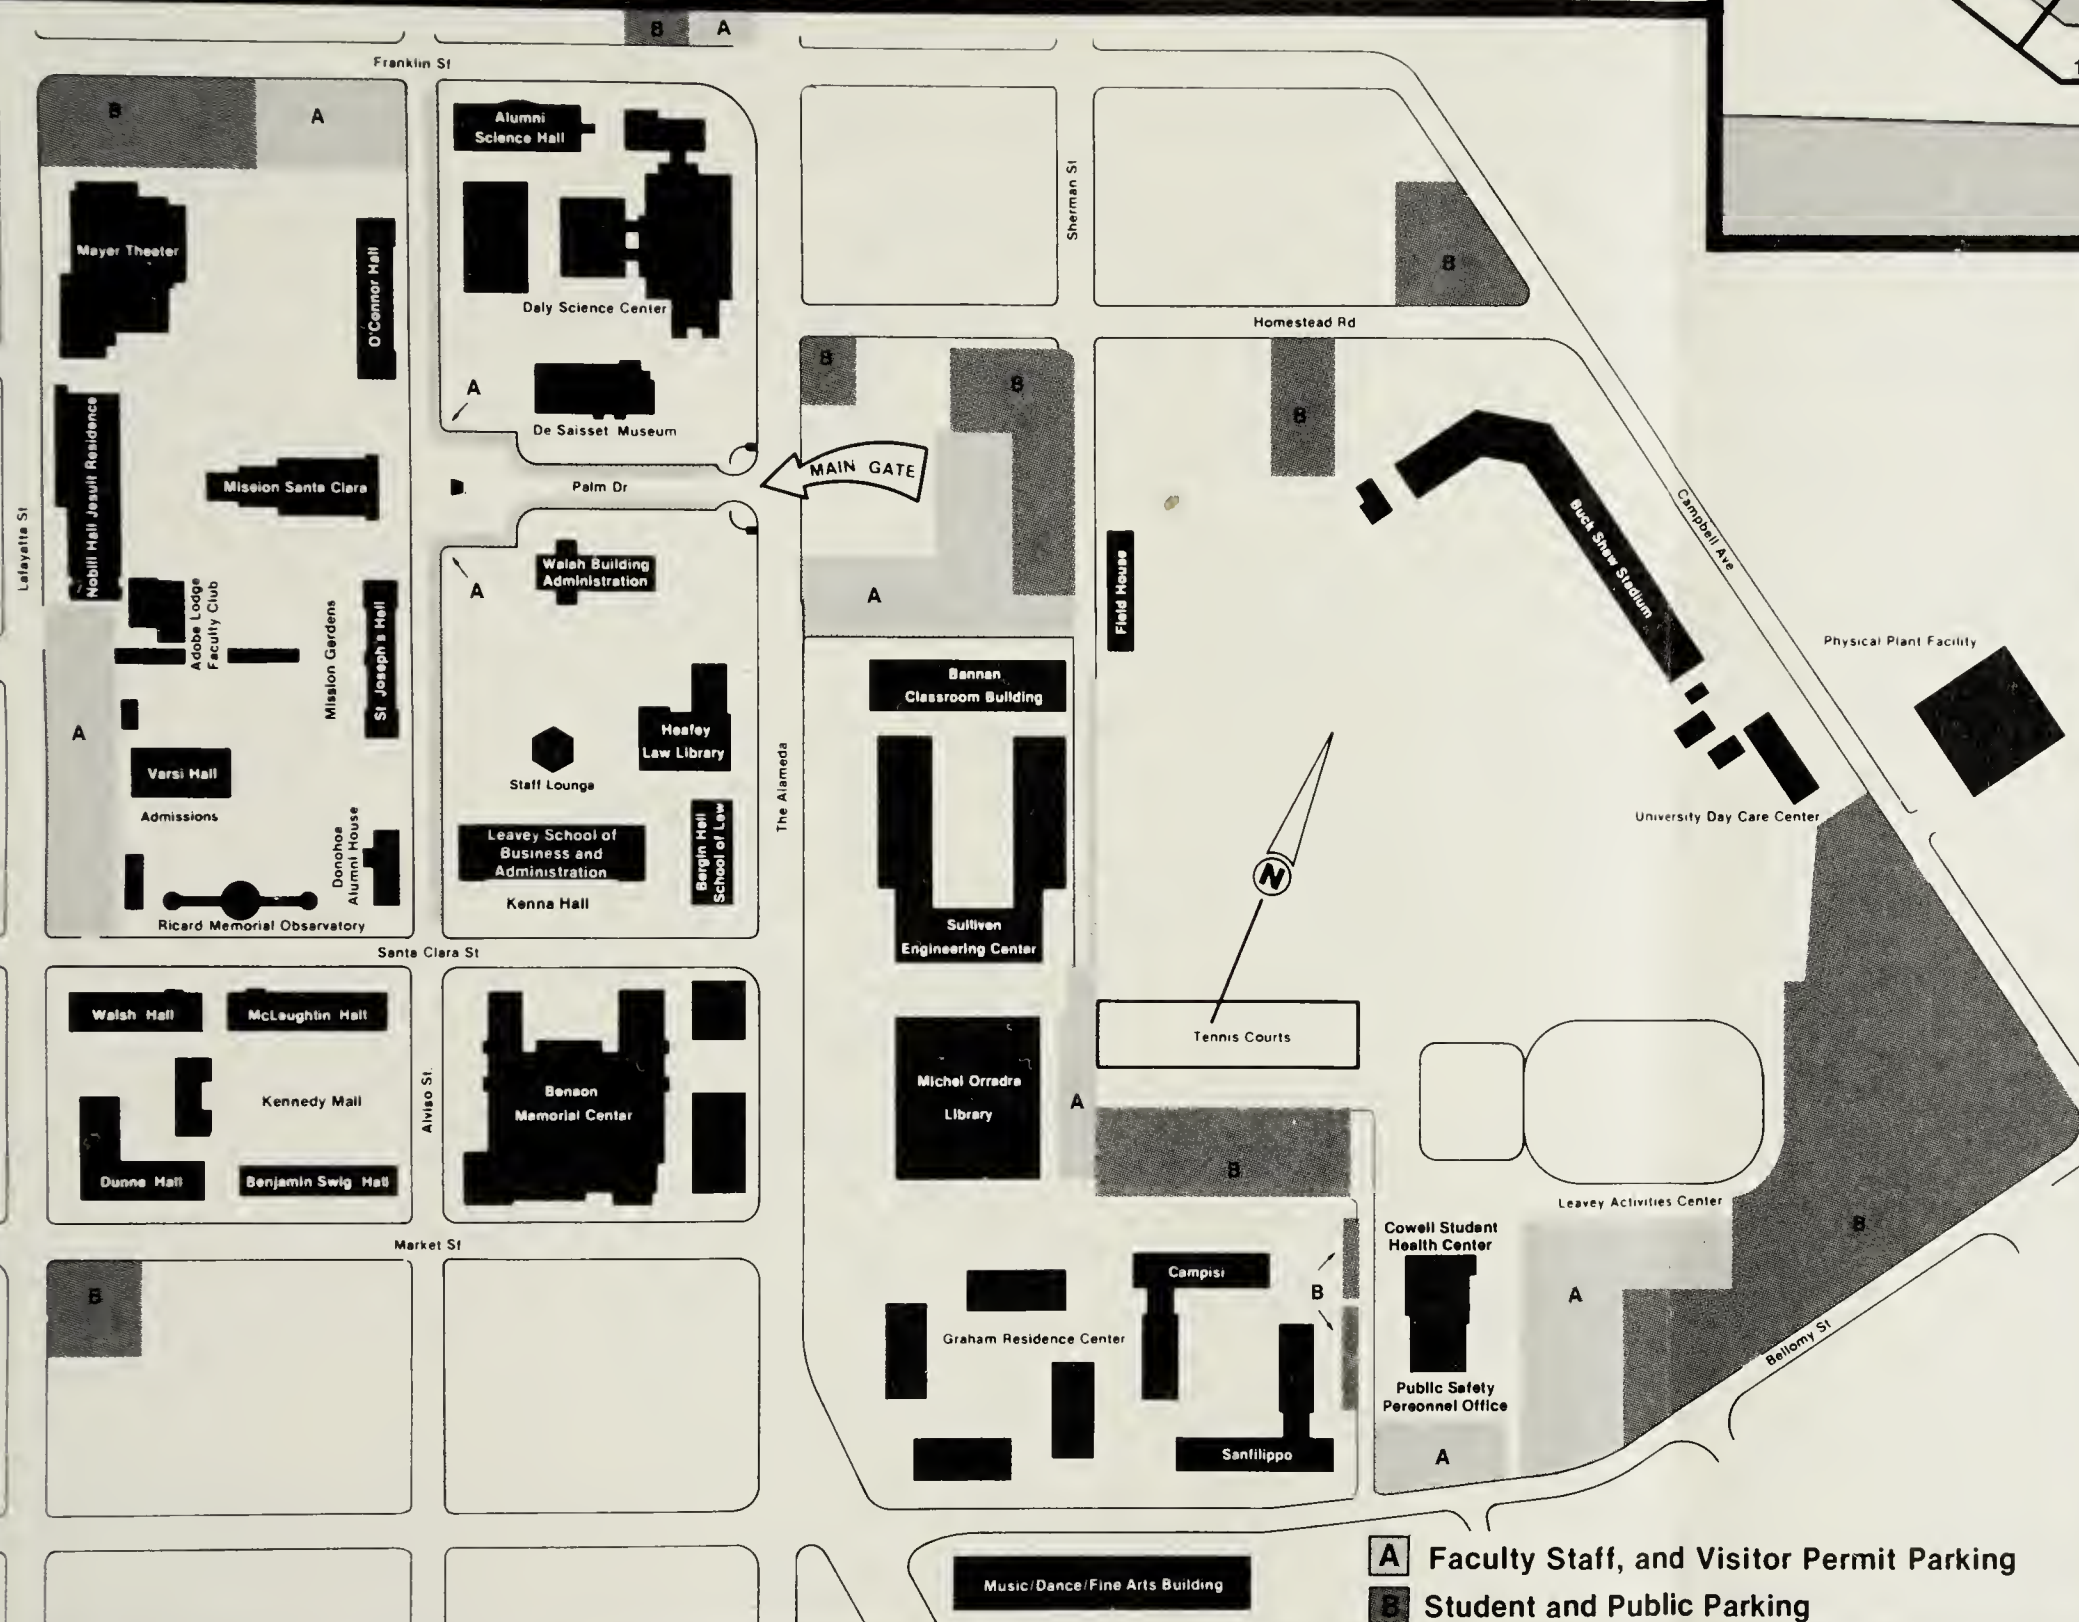 B
A
Franklin St
B
A
Alumni
Science Hall
Mayer Theater
O'Connor Hall
Daly Science Center
Sherman St
B
Homestead Rd
A
De Saisset Museum
B
B
B
MAIN GATE
Palm Dr
Nobili Hall Jesuit Residence
Mission Santa Clara
Lafayatta St
A
Walsh Building
Administration
A
Field House
Buck Shaw Stadium
Campbell Ave
Physical Plant Facility
Adobe Lodge
Faculty Club
Mission Gardens
St Joseph's Hall
Bannan
Classroom Building
A
Heafey
Law Library
Staff Lounge
The Alameda
Varsi Hall
Admissions
University Day Care Center
Donohoe
Alumni House
Leavey School of
Business and
Administration
Kenna Hall
Bergin Hall
School of Law
N
Ricard Memorial Observatory
Sullivan
Engineering Center
Santa Clara St
Walsh Hall
McLaughlin Hall
Tennis Courts
Kennedy Mall
Alviso St.
Benson
Memorial Center
Michel Orradre
Library
A
B
Dunne Hall
Benjamin Swig Hall
Leavey Activities Center
B
Market St
Cowell Student
Health Center
B
Campisi
B
A
Graham Residence Center
Bellomy St
Public Safety
Personnel Office
Sanfilippo
A
Music/Dance/Fine Arts Building
A Faculty Staff, and Visitor Permit Parking
B Student and Public Parking